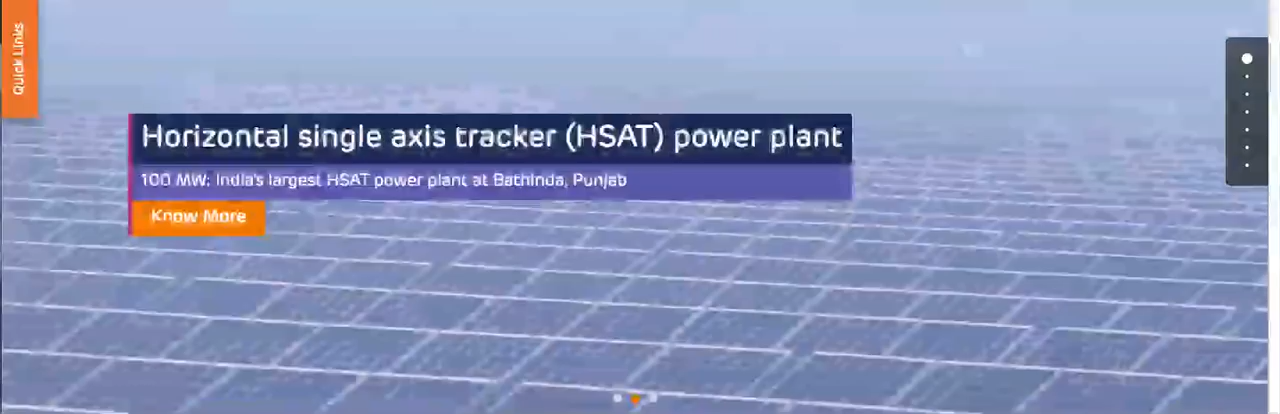 Quick Links
Horizontal single axis tracker (HSAT) power plant
100 MW: India's largest HSAT power plant at Bathinda, Punjab
Know More